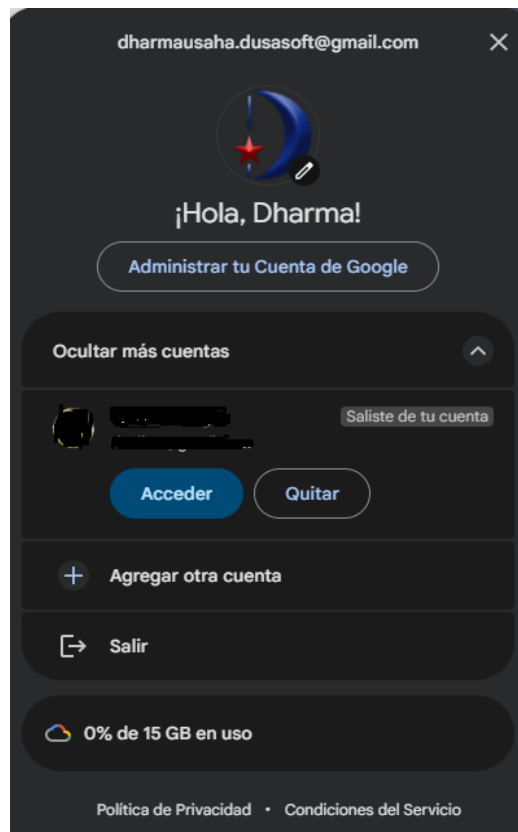 dharmausaha.dusasoft@gmail.com
¡Hola, Dharma!
Administrar tu Cuenta de Google
Ocultar más cuentas
Saliste de tu cuenta
Acceder Quitar
Agregar otra cuenta
Salir
0% de 15 GB en uso
Política de Privacidad • Condiciones del Servicio